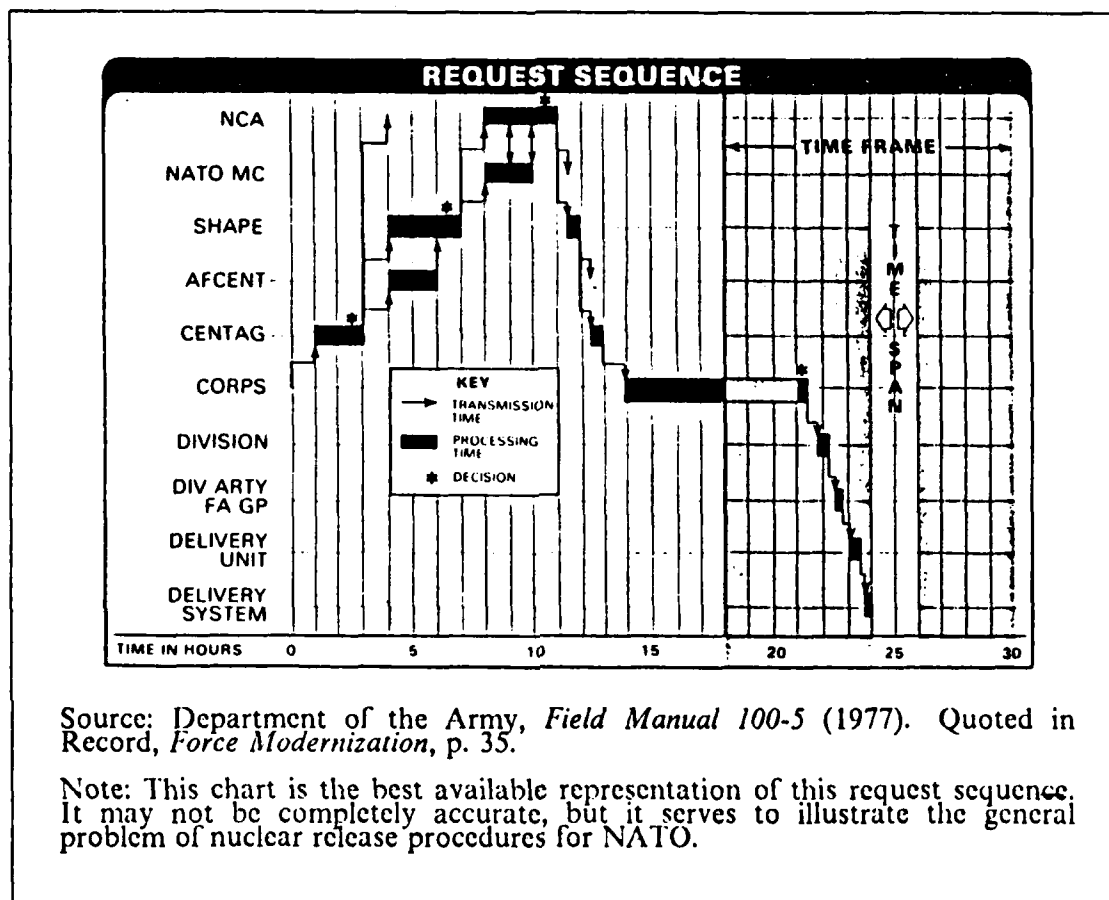 REQUEST SEQUENCE
NCA
NATO MC
SHAPE
AFCENT
CENTAG
CORPS
DIVISION
DIV ARTY
FA GP
DELIVERY
UNIT
DELIVERY
SYSTEM
TIME FRAME
TIME SPAN
KEY
TRANSMISSION
TIME
PROCESSING
TIME
* DECISION
TIME IN HOURS 0 5 10 15 20 25 30
Source: Department of the Army, Field Manual 100-5 (1977). Quoted in
Record, Force Modernization, p. 35.
Note: This chart is the best available representation of this request sequence.
It may not be completely accurate, but it serves to illustrate the general
problem of nuclear release procedures for NATO.